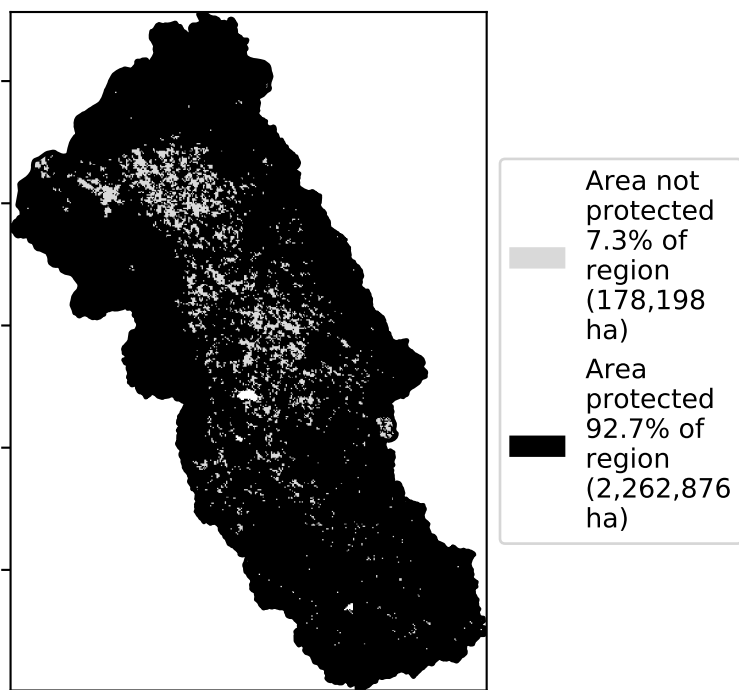 Area not
protected
7.3% of
region
(178,198
ha)
Area
protected
92.7% of
region
(2,262,876
ha)